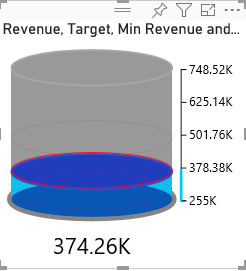 Revenue, Target, Min Revenue and...
748.52K
625.14K
501.76K
378.38K
255K
374.26K